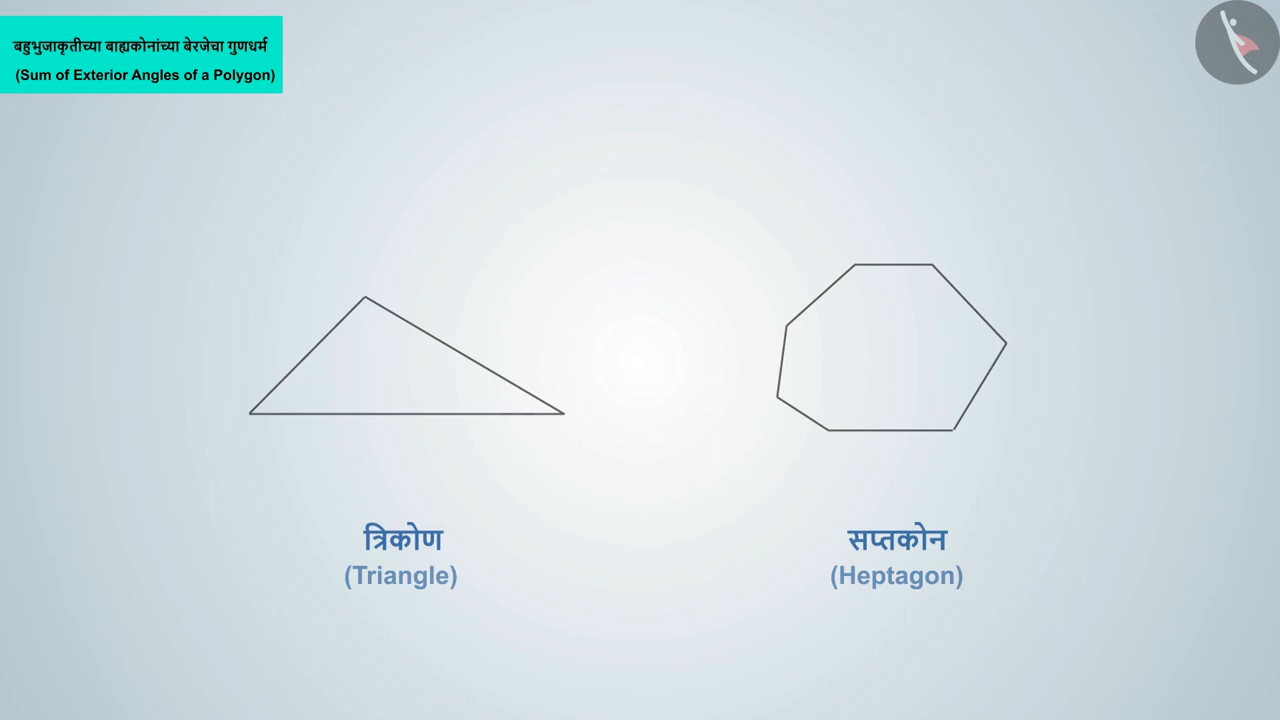 बहुभुजाकृतीच्या बाह्यकोनांच्या बेरजेचा गुणधर्म
(Sum of Exterior Angles of a Polygon)
त्रिकोण
(Triangle)
सप्तकोन
(Heptagon)